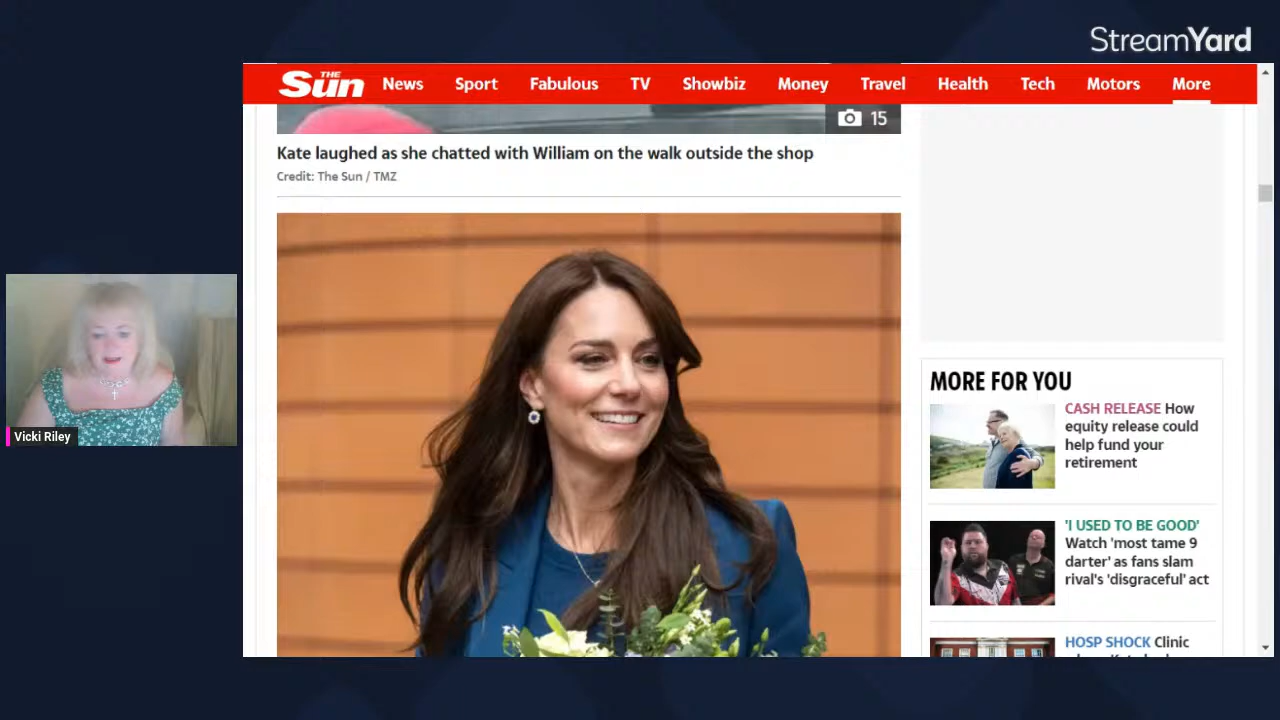 StreamYard
THE Sun News Sport Fabulous TV Showbiz Money Travel Health Tech Motors More
15
Kate laughed as she chatted with William on the walk outside the shop
Credit: The Sun / TMZ
Vicki Riley
MORE FOR YOU
CASH RELEASE How
equity release could
help fund your
retirement
'I USED TO BE GOOD'
Watch 'most tame 9
darter' as fans slam
rival's 'disgraceful' act
HOSP SHOCK Clinic